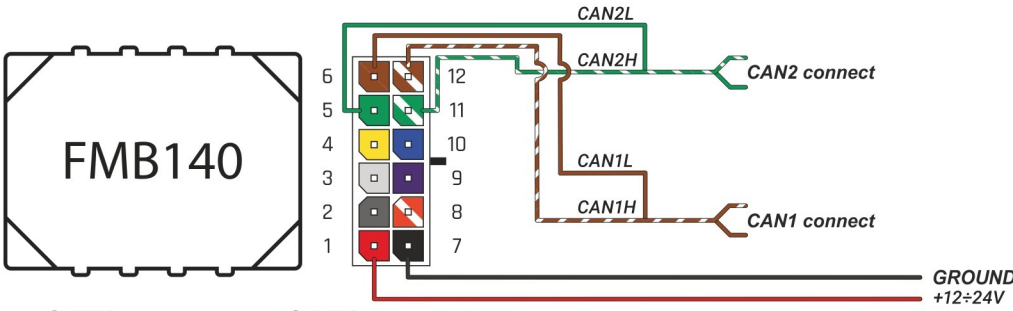 CAN2L
CAN2H
CAN2 connect
FMB140
6 12
5 11
4 10
3 9
2 8
1 7
CAN1L
CAN1H
CAN1 connect
GROUND
+12÷24V